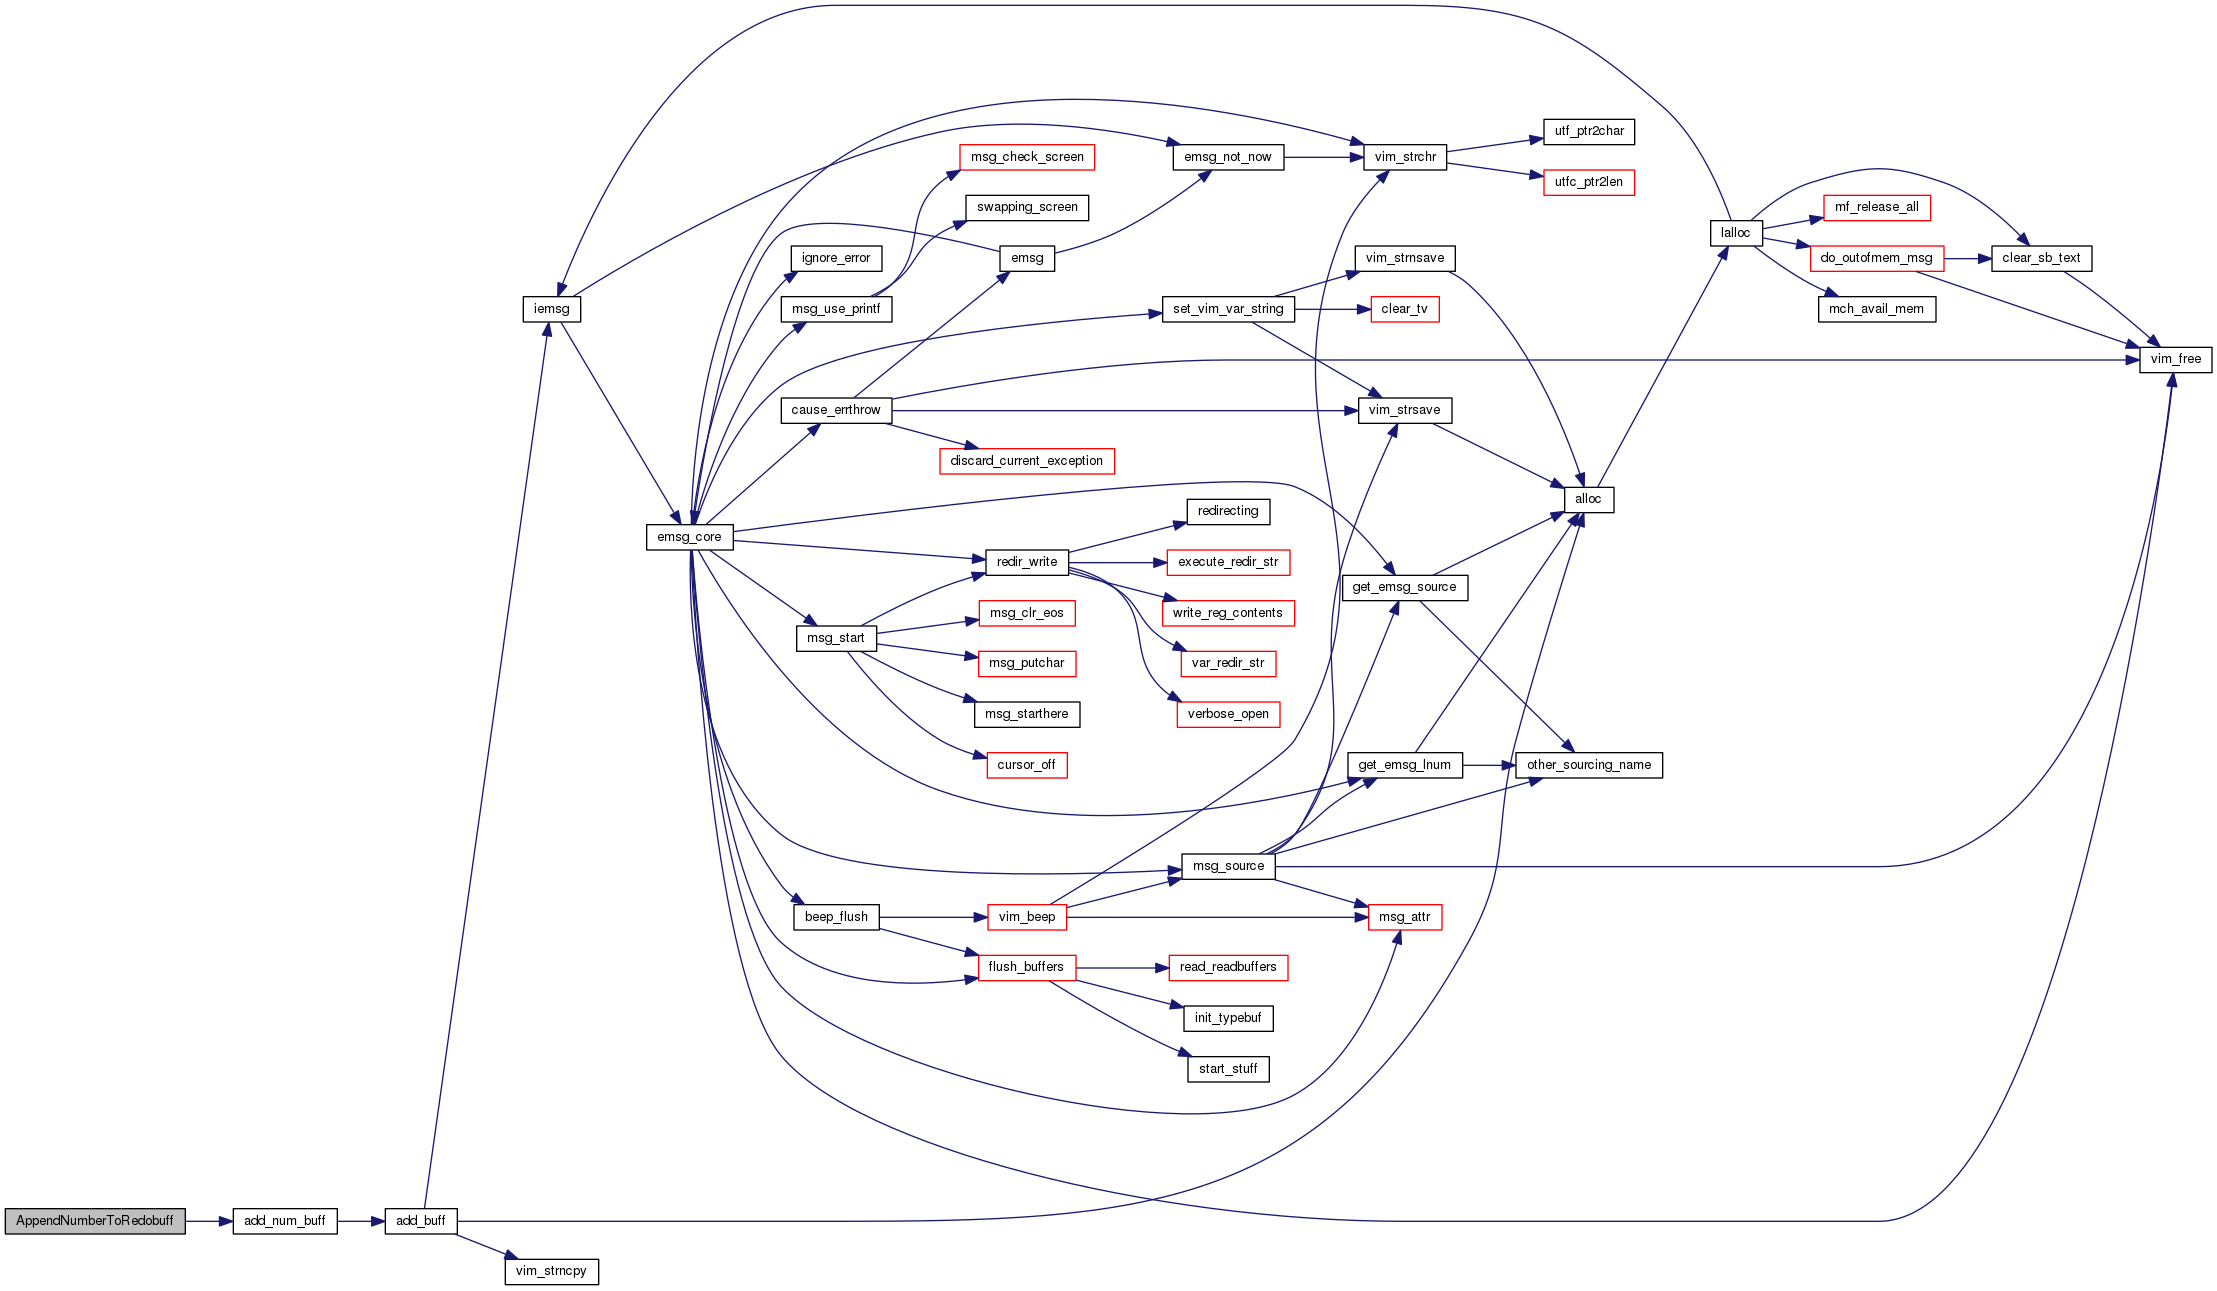 AppendNumberToRedobuff
add_num_buff
add_buff
vim_strncpy
iemsg
emsg_core
ignore_error
msg_use_printf
cause_errthrow
msg_start
beep_flush
msg_check_screen
swapping_screen
emsg
discard_current_exception
redir_write
msg_clr_eos
msg_putchar
msg_starthere
cursor_off
vim_beep
flush_buffers
emsg_not_now
set_vim_var_string
redirecting
execute_redir_str
write_reg_contents
var_redir_str
verbose_open
msg_source
read_readbuffers
init_typebuf
start_stuff
vim_strchr
vim_strnsave
clear_tv
vim_strsave
get_emsg_source
get_emsg_lnum
msg_attr
utf_ptr2char
utfc_ptr2len
alloc
other_sourcing_name
lalloc
mf_release_all
do_outofmem_msg
mch_avail_mem
clear_sb_text
vim_free